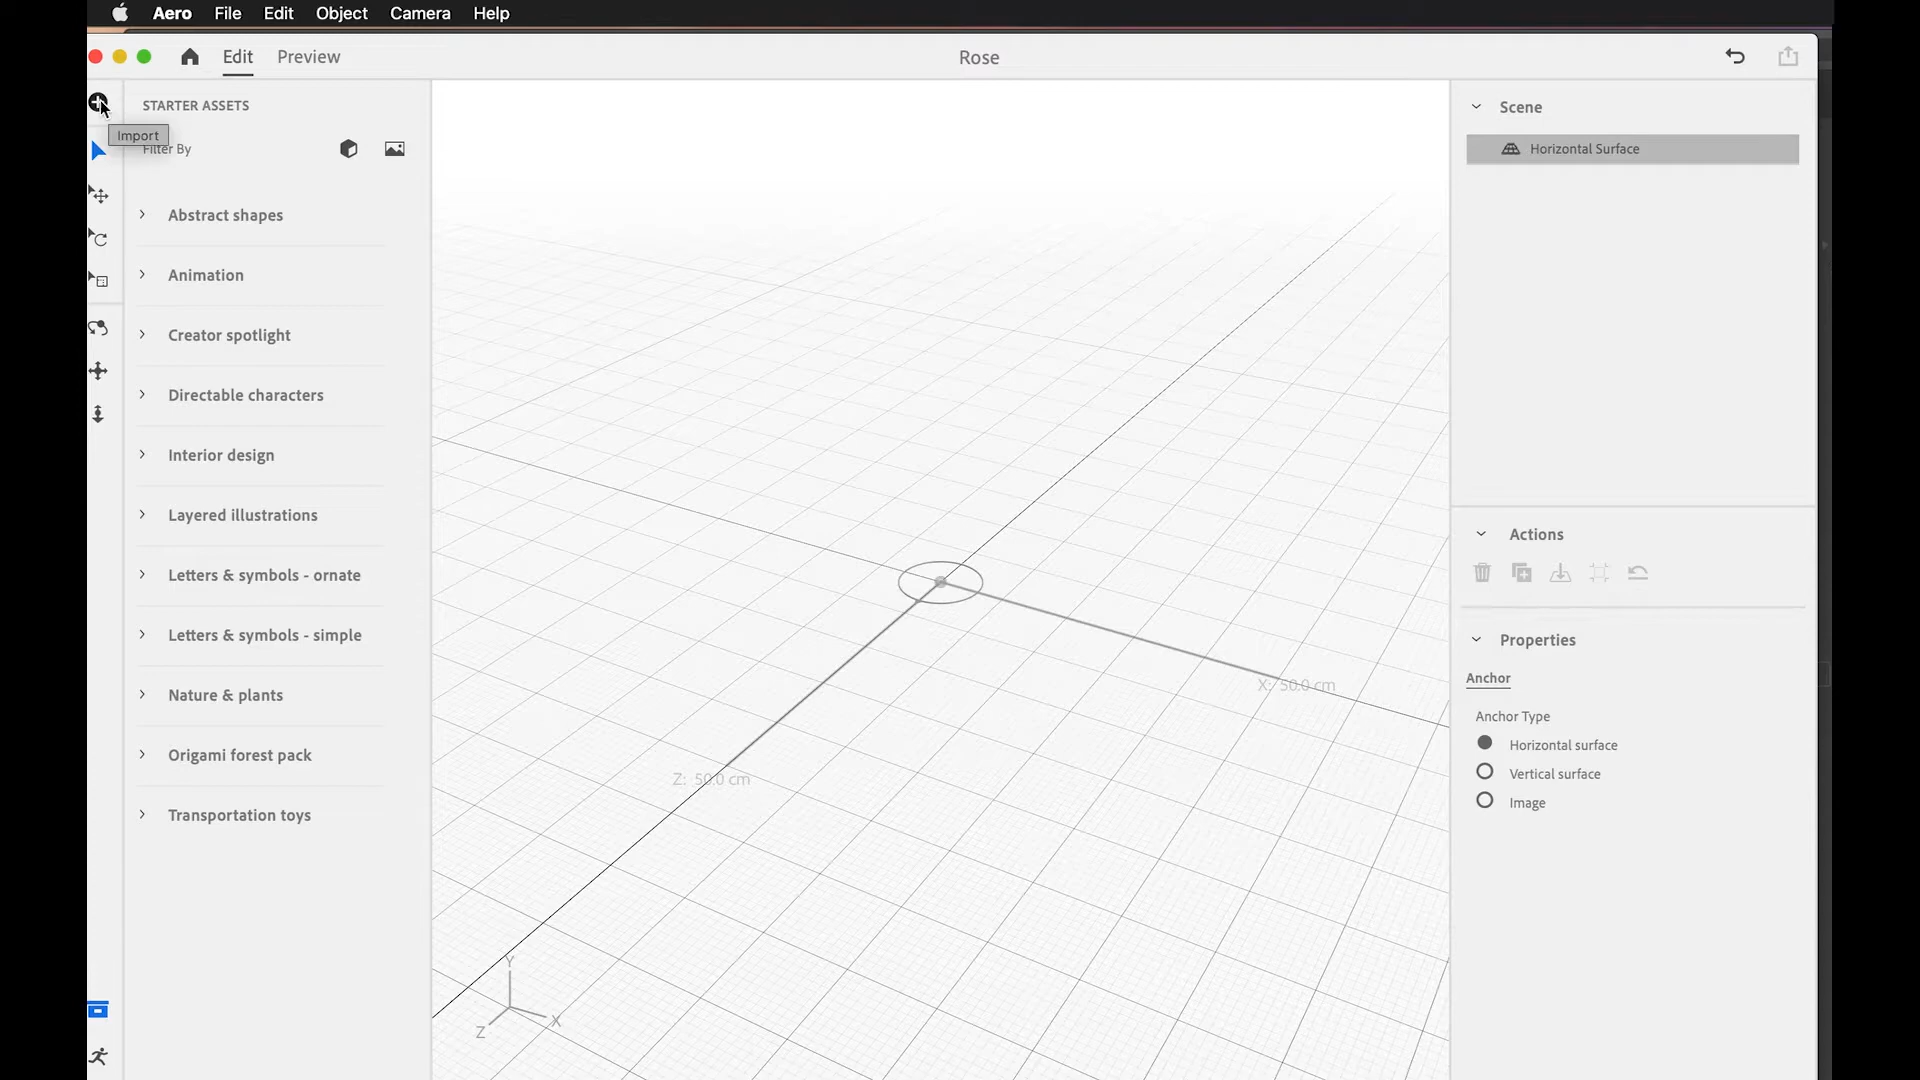 Aero File Edit Object Camera Help
Edit Preview Rose
STARTER ASSETS
Import
Filter By
Abstract shapes
Animation
Creator spotlight
Directable characters
Interior design
Layered illustrations
Letters & symbols - ornate
Letters & symbols - simple
Nature & plants
Origami forest pack
Transportation toys
X: 50.0 cm
Z: 50.0 cm
Y
X
Z
Scene
Horizontal Surface
Actions
Properties
Anchor
Anchor Type
Horizontal surface
Vertical surface
Image